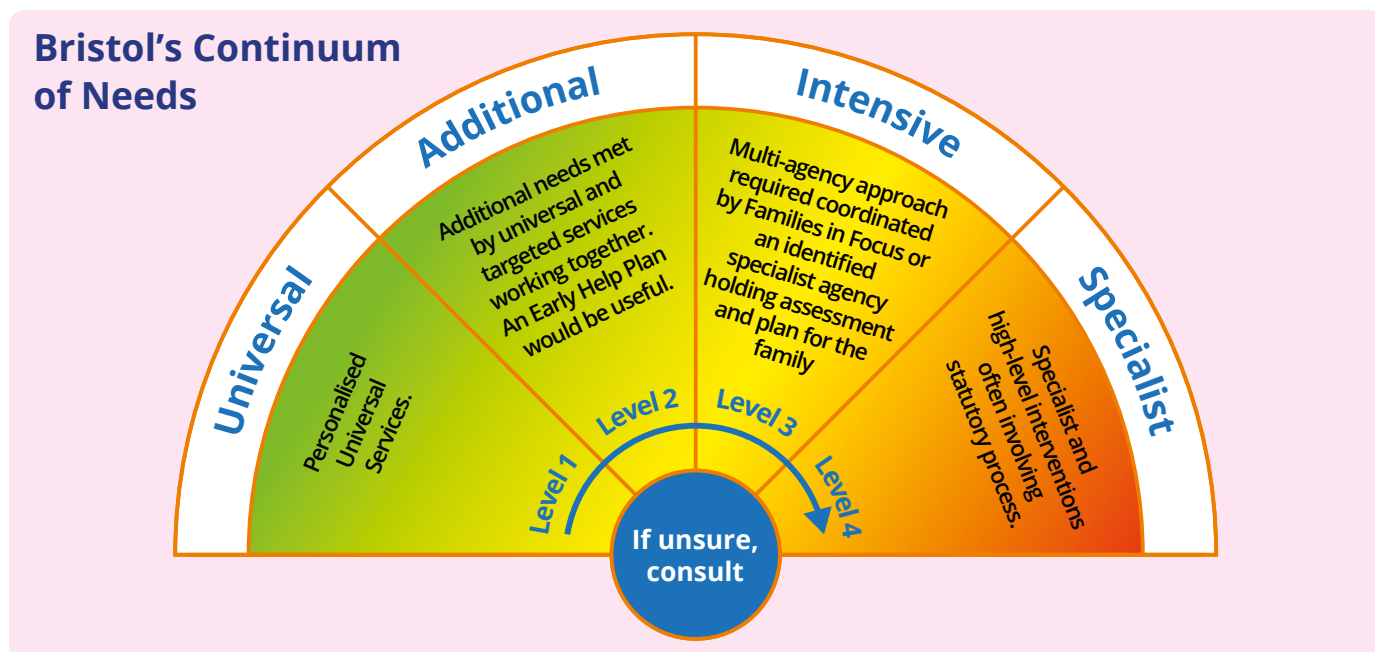 Bristol’s Continuum
of Needs
Universal
Additional
Intensive
Specialist
Personalised
Universal
Services.
Additional needs met
by universal and
targeted services
working together.
An Early Help Plan
would be useful.
Multi-agency approach
required coordinated
by Families in Focus or
an identified
specialist agency
holding assessment
and plan for the
family
Specialist and
high-level interventions
often involving
statutory process.
Level 1
Level 2
Level 3
Level 4
If unsure,
consult